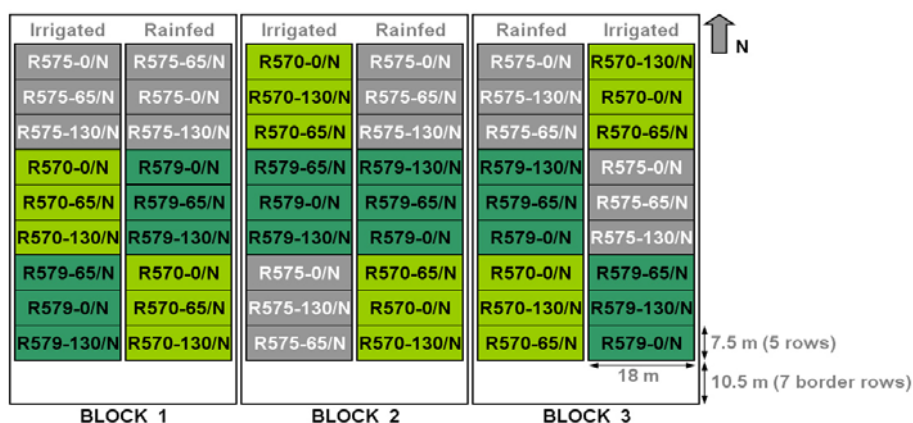 Irrigated Rainfed Irrigated Rainfed Rainfed Irrigated
N
R575-0/N R575-65/N R570-0/N R575-0/N R575-0/N R570-130/N
R575-65/N R575-0/N R570-130/N R575-65/N R575-130/N R570-0/N
R575-130/N R575-130/N R570-65/N R575-130/N R575-65/N R570-65/N
R570-0/N R579-0/N R579-65/N R579-130/N R579-130/N R575-0/N
R570-65/N R579-65/N R579-0/N R579-65/N R579-65/N R575-65/N
R570-130/N R579-130/N R579-130/N R579-0/N R579-0/N R575-130/N
R579-65/N R570-0/N R575-0/N R570-65/N R570-0/N R579-65/N
R579-0/N R570-65/N R575-130/N R570-0/N R570-130/N R579-130/N
R579-130/N R570-130/N R575-65/N R570-130/N R570-65/N R579-0/N
7.5 m (5 rows)
18 m
10.5 m (7 border rows)
BLOCK 1 BLOCK 2 BLOCK 3